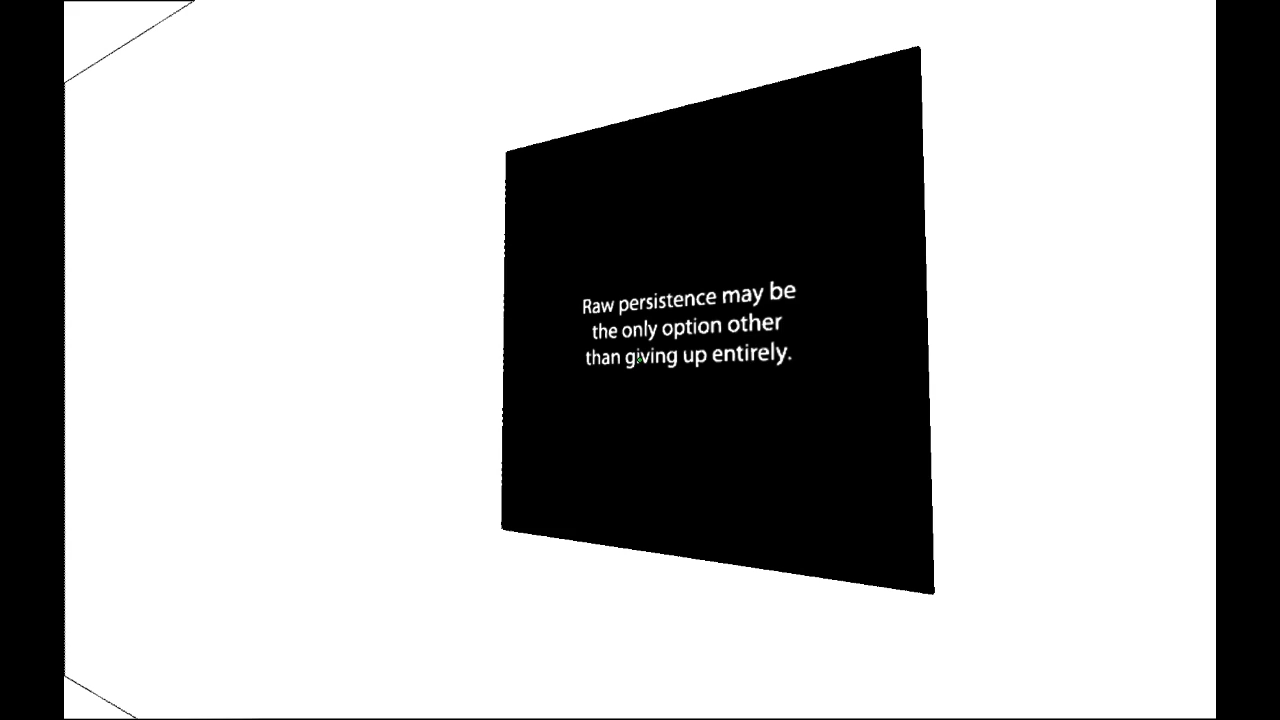 Raw persistence may be
the only option other
than giving up entirely.